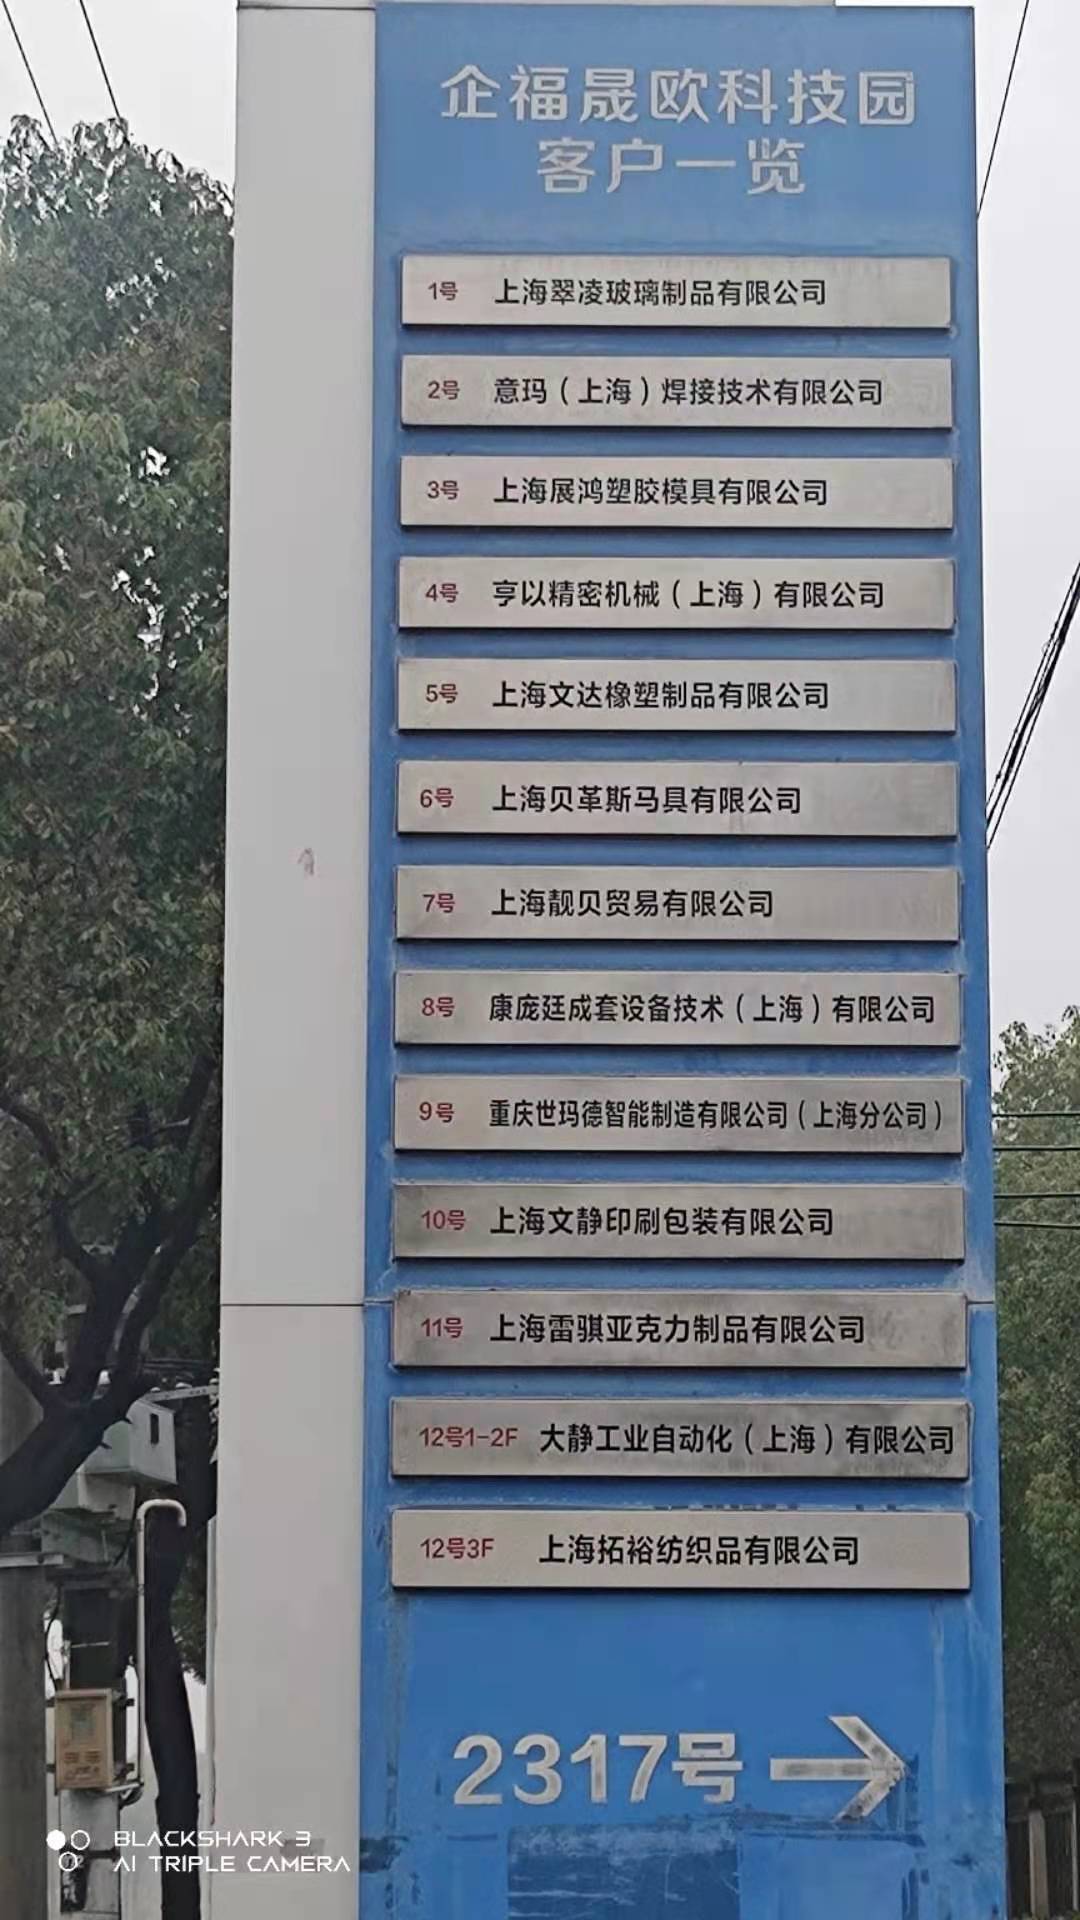 企福晟欧科技园
客户一览
1号 上海翠凌玻璃制品有限公司
2号 意玛（上海）焊接技术有限公司
3号 上海展鸿塑胶模具有限公司
4号 亨以精密机械（上海）有限公司
5号 上海文达橡塑制品有限公司
6号 上海贝革斯马具有限公司
7号 上海靓贝贸易有限公司
8号 康庞廷成套设备技术（上海）有限公司
9号 重庆世玛德智能制造有限公司（上海分公司）
10号 上海文静印刷包装有限公司
11号 上海雷骐亚克力制品有限公司
12号1-2F 大静工业自动化（上海）有限公司
12号3F 上海拓裕纺织品有限公司
2317号
BLACKSHARK 3
AI TRIPLE CAMERA